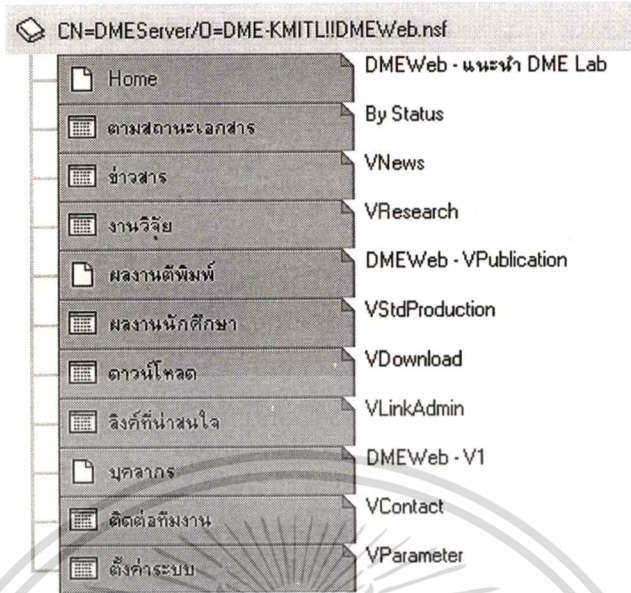 CN=DMEServer/O=DME-KMITL!!DMEWeb.nsf
Home DMEWeb - แนะนำ DME Lab
ตามสถานะเอกสาร By Status
ข่าวสาร VNews
งานวิจัย VResearch
ผลงานตีพิมพ์ DMEWeb - VPublication
ผลงานนักศึกษา VStdProduction
ดาวน์โหลด VDownload
ลิงค์ที่น่าสนใจ VLinkAdmin
บุคลากร DMEWeb - V1
ติดต่อทีมงาน VContact
ตั้งค่าระบบ VParameter